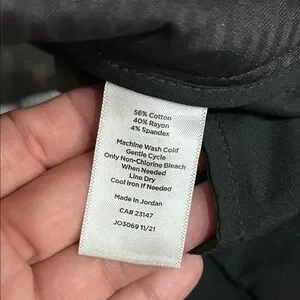 56% Cotton
40% Rayon
4% Spandex
Machine Wash Cold
Gentle Cycle
Only Non-Chlorine Bleach
When Needed
Line Dry
Cool Iron If Needed
Made in Jordan
CA# 23147
JO3069 11/21